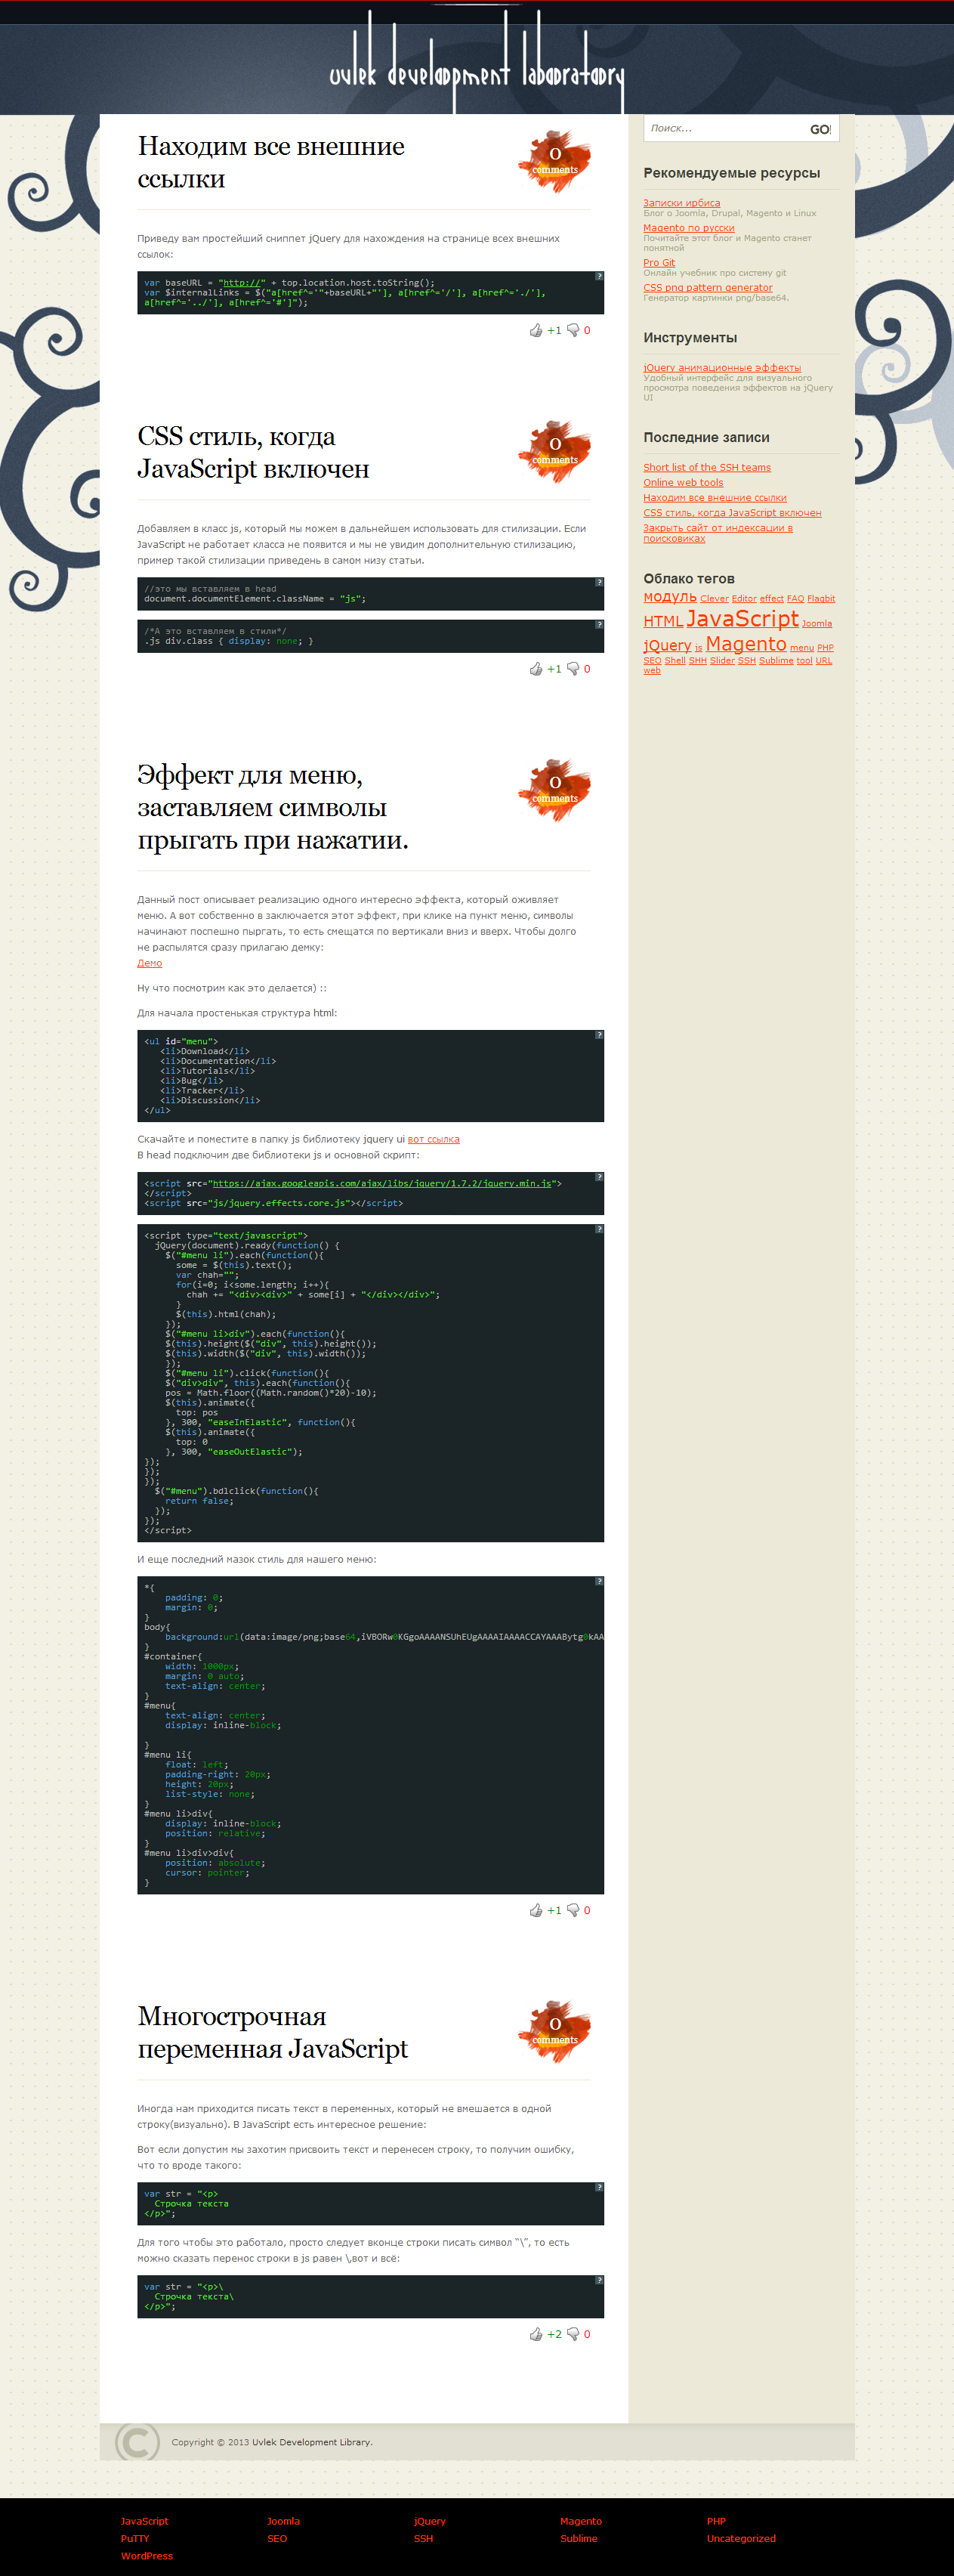 uvlek development laboratory
Находим все внешние
ссылки
0
comments
Приведу вам простейший сниппет jQuery для нахождения на странице всех внешних
ссылок:
?
var baseURL = "http://" + top.location.host.toString();
var $internalLinks = $("a[href^='"+baseURL+"'], a[href^='/'], a[href^='./'],
a[href^='../'], a[href^='#']");
+1 0
CSS стиль, когда
JavaScript включен
0
comments
Добавляем в класс js, который мы можем в дальнейшем использовать для стилизации. Если
JavaScript не работает класса не появится и мы не увидим дополнительную стилизацию,
пример такой стилизации приведень в самом низу статьи.
?
//это мы вставляем в head
document.documentElement.className = "js";
?
/*А это вставляем в стили*/
.js div.class { display: none; }
+1 0
Эффект для меню,
заставляем символы
прыгать при нажатии.
0
comments
Данный пост описывает реализацию одного интересно эффекта, который оживляет
меню. А вот собственно в заключается этот эффект, при клике на пункт меню, символы
начинают поспешно пыргать, то есть смещатся по вертикали вниз и вверх. Чтобы долго
не распылятся сразу прилагаю демку:
Демо
Ну что посмотрим как это делается) ::
Для начала простенькая структура html:
?
<ul id="menu">
<li>Download</li>
<li>Documentation</li>
<li>Tutorials</li>
<li>Bug</li>
<li>Tracker</li>
<li>Discussion</li>
</ul>
Скачайте и поместите в папку js библиотеку jquery ui вот ссылка
В head подключим две библиотеки js и основной скрипт:
?
<script src="https://ajax.googleapis.com/ajax/libs/jquery/1.7.2/jquery.min.js">
</script>
<script src="js/jquery.effects.core.js"></script>
?
<script type="text/javascript">
jQuery(document).ready(function() {
$("#menu li").each(function(){
some = $(this).text();
var chah="";
for(i=0; i<some.length; i++){
chah += "<div><div>" + some[i] + "</div></div>";
}
$(this).html(chah);
});
$("#menu li>div").each(function(){
$(this).height($("div", this).height());
$(this).width($("div", this).width());
});
$("#menu li").click(function(){
$("div>div", this).each(function(){
pos = Math.floor((Math.random()*20)-10);
$(this).animate({
top: pos
}, 300, "easeInElastic", function(){
$(this).animate({
top: 0
}, 300, "easeOutElastic");
});
});
});
$("#menu").bdlclick(function(){
return false;
});
});
</script>
И еще последний мазок стиль для нашего меню:
?
*{
padding: 0;
margin: 0;
}
body{
background:url(data:image/png;base64,iVBORw0KGgoAAAANSUhEUgAAAAIAAAACCAYAAABytg0kAA
}
#container{
width: 1000px;
margin: 0 auto;
text-align: center;
}
#menu{
text-align: center;
display: inline-block;
}
#menu li{
float: left;
padding-right: 20px;
height: 20px;
list-style: none;
}
#menu li>div{
display: inline-block;
position: relative;
}
#menu li>div>div{
position: absolute;
cursor: pointer;
}
+1 0
Многострочная
переменная JavaScript
0
comments
Иногда нам приходится писать текст в переменных, который не вмешается в одной
строку(визуально). В JavaScript есть интересное решение:
Вот если допустим мы захотим присвоить текст и перенесем строку, то получим ошибку,
что то вроде такого:
?
var str = "<p>
Строчка текста
</p>";
Для того чтобы это работало, просто следует вконце строки писать символ “\”, то есть
можно сказать перенос строки в js равен \,вот и всё:
?
var str = "<p>\
Строчка текста\
</p>";
+2 0
Поиск... GO!
Рекомендуемые ресурсы
Записки ирбиса
Блог о Joomla, Drupal, Magento и Linux
Magento по русски
Почитайте этот блог и Magento станет
понятной
Pro Git
Онлайн учебник про систему git
CSS png pattern generator
Генератор картинки png/base64.
Инструменты
jQuery анимационные эффекты
Удобный интерфейс для визуального
просмотра поведения эффектов на jQuery
UI
Последние записи
Short list of the SSH teams
Online web tools
Находим все внешние ссылки
CSS стиль, когда JavaScript включен
Закрыть сайт от индексации в
поисковиках
Облако тегов
модуль Clever Editor effect FAQ Flagbit
HTML JavaScript Joomla
jQuery js Magento menu PHP
SEO Shell SHH Slider SSH Sublime tool URL
web
Copyright © 2013 Uvlek Development Library.
JavaScript Joomla jQuery Magento PHP
PuTTY SEO SSH Sublime Uncategorized
WordPress